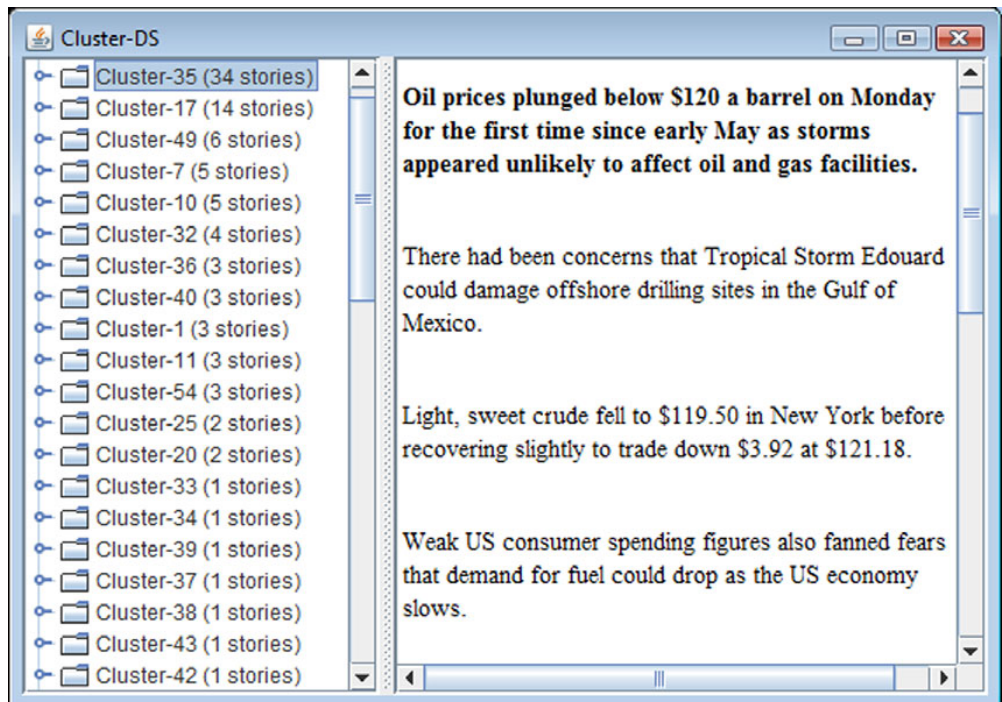 Cluster-DS
Cluster-35 (34 stories)
Cluster-17 (14 stories)
Cluster-49 (6 stories)
Cluster-7 (5 stories)
Cluster-10 (5 stories)
Cluster-32 (4 stories)
Cluster-36 (3 stories)
Cluster-40 (3 stories)
Cluster-1 (3 stories)
Cluster-11 (3 stories)
Cluster-54 (3 stories)
Cluster-25 (2 stories)
Cluster-20 (2 stories)
Cluster-33 (1 stories)
Cluster-34 (1 stories)
Cluster-39 (1 stories)
Cluster-37 (1 stories)
Cluster-38 (1 stories)
Cluster-43 (1 stories)
Cluster-42 (1 stories)
Oil prices plunged below $120 a barrel on Monday
for the first time since early May as storms
appeared unlikely to affect oil and gas facilities.
There had been concerns that Tropical Storm Edouard
could damage offshore drilling sites in the Gulf of
Mexico.
Light, sweet crude fell to $119.50 in New York before
recovering slightly to trade down $3.92 at $121.18.
Weak US consumer spending figures also fanned fears
that demand for fuel could drop as the US economy
slows.